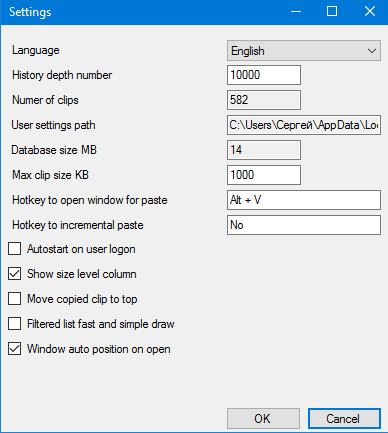 Settings
Language English
History depth number 10000
Numer of clips 582
User settings path C:\Users\Сергей\AppData\Lo
Database size MB 14
Max clip size KB 1000
Hotkey to open window for paste Alt + V
Hotkey to incremental paste No
Autostart on user logon
Show size level column
Move copied clip to top
Filtered list fast and simple draw
Window auto position on open
OK Cancel